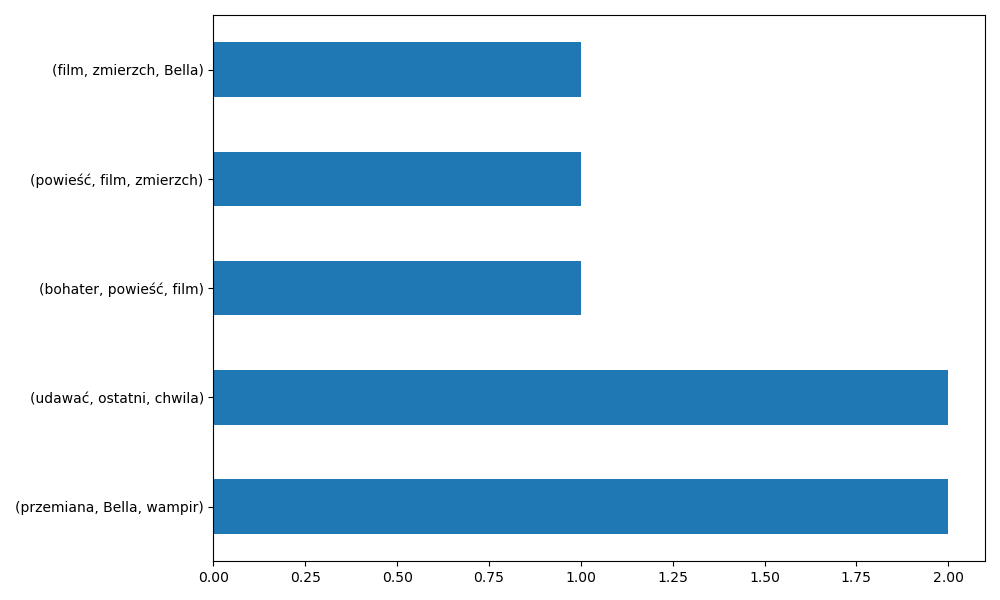 (film, zmierzch, Bella)
(powieść, film, zmierzch)
(bohater, powieść, film)
(udawać, ostatni, chwila)
(przemiana, Bella, wampir)
0.00 0.25 0.50 0.75 1.00 1.25 1.50 1.75 2.00